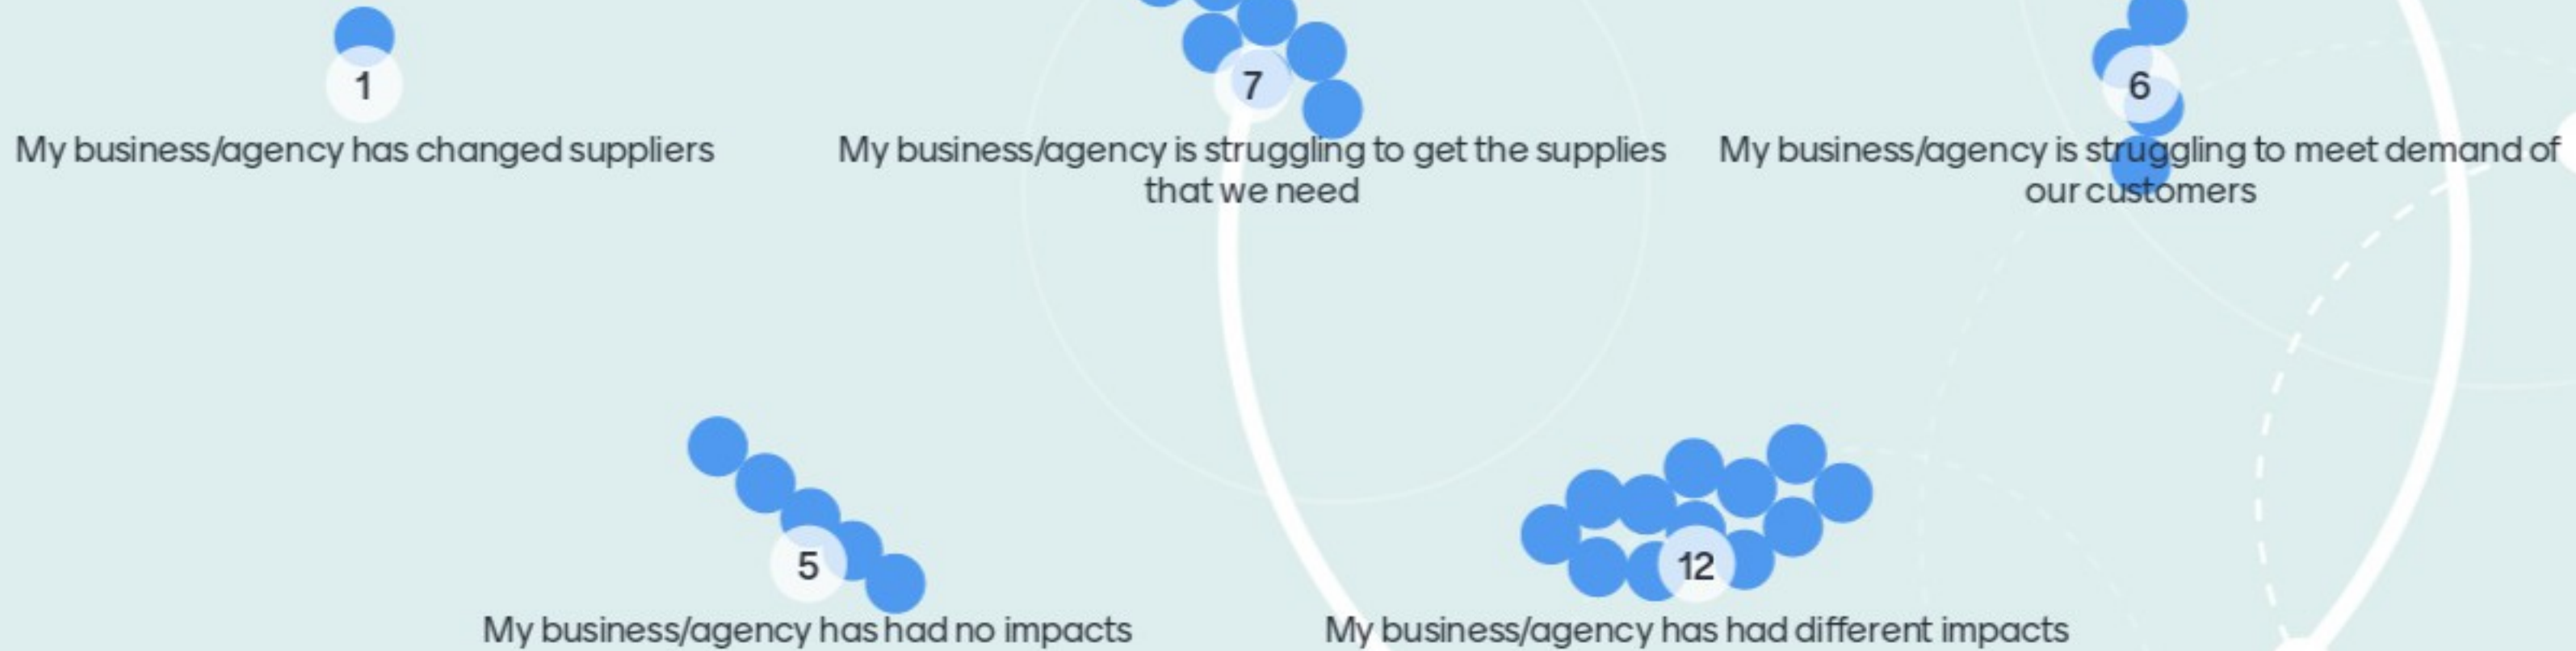 1
My business/agency has changed suppliers
7
My business/agency is struggling to get the supplies
that we need
6
My business/agency is struggling to meet demand of
our customers
5
My business/agency has had no impacts
12
My business/agency has had different impacts